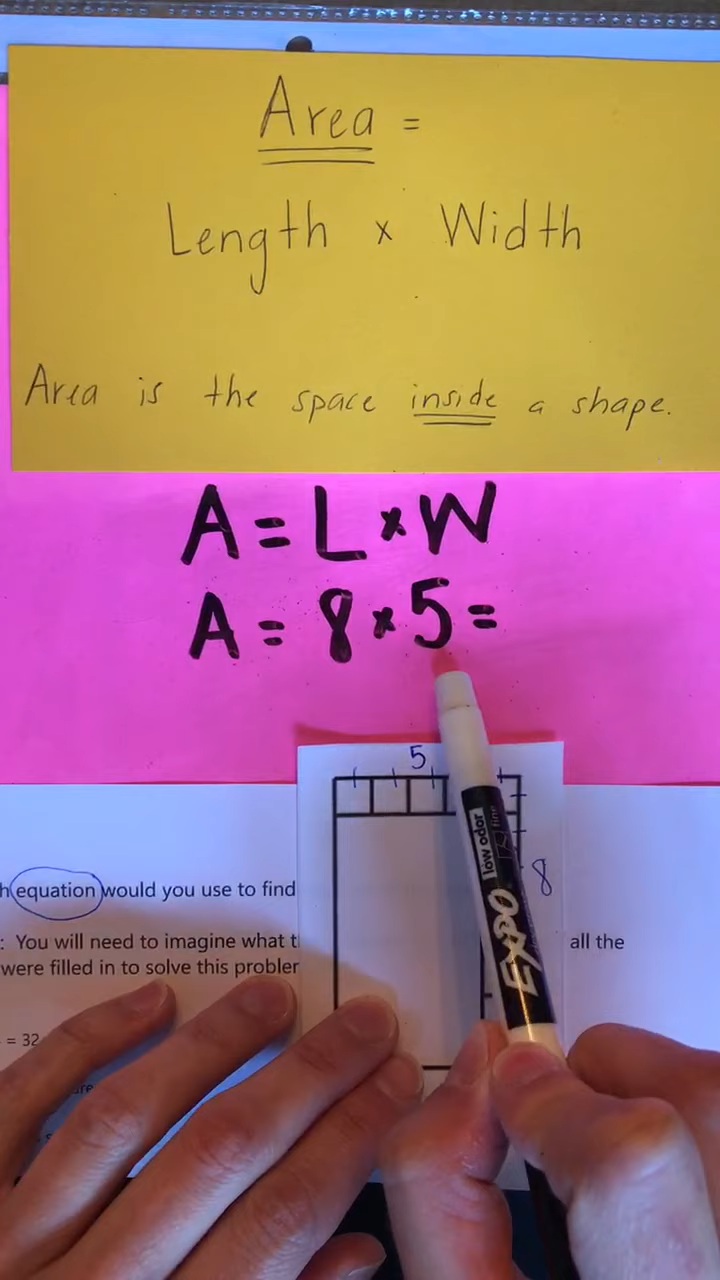 Area =
Length x Width
Area is the space inside a shape.
A = L x W
A = 8 x 5 =
5
8
low odor
fine
EXPO
equation would you use to find
: You will need to imagine what
all the
were filled in to solve this
= 32